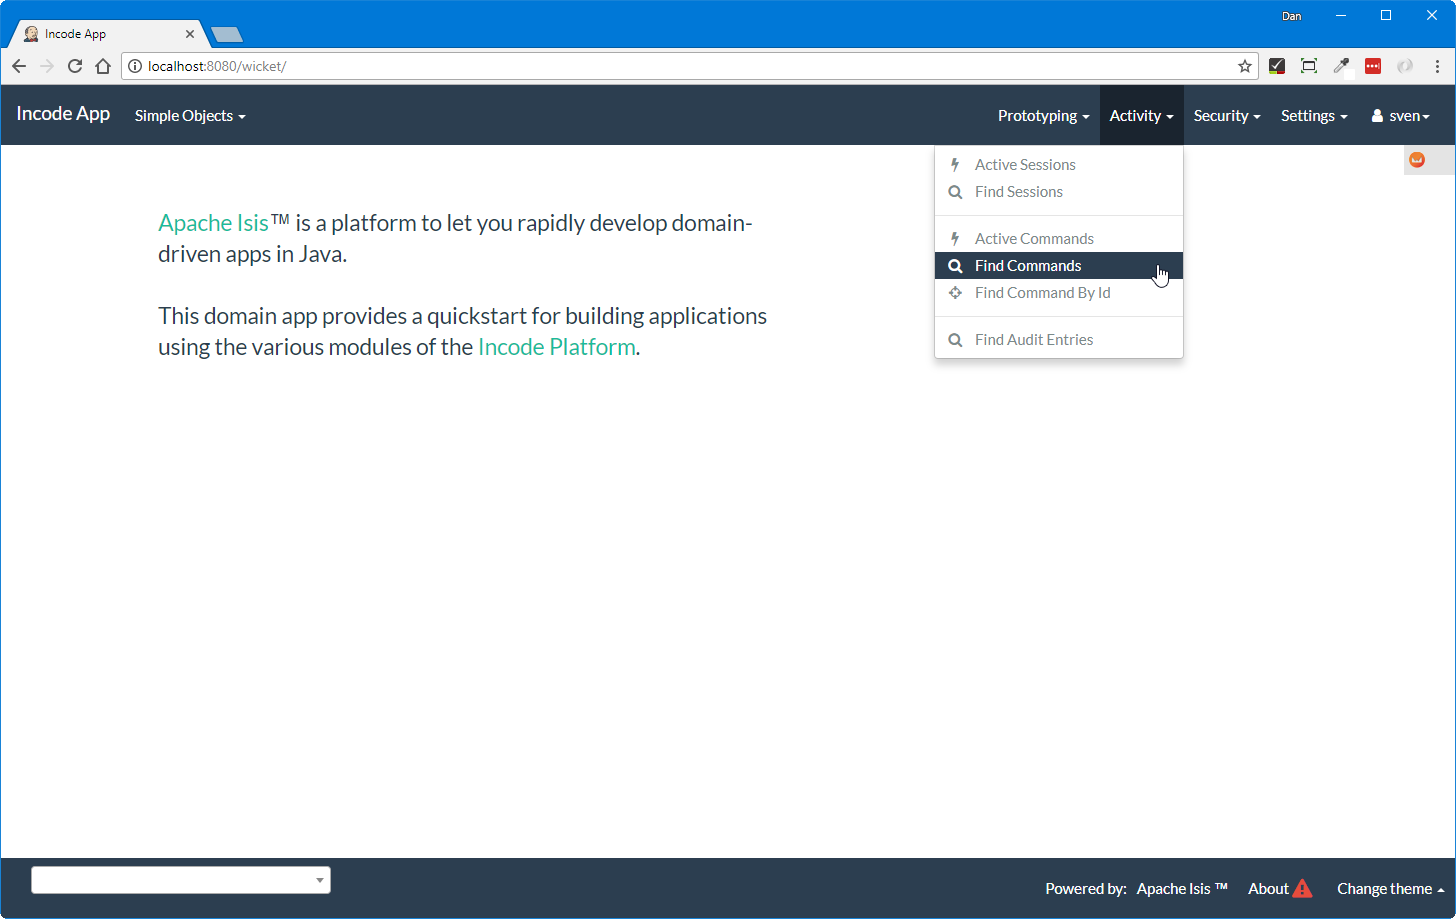 Dan
Incode App
localhost:8080/wicket/
Incode App Simple Objects Prototyping Activity Security Settings sven
Active Sessions
Find Sessions
Active Commands
Find Commands
Find Command By Id
Find Audit Entries
Apache Isis™ is a platform to let you rapidly develop domain-
driven apps in Java.
This domain app provides a quickstart for building applications
using the various modules of the Incode Platform.
Powered by: Apache Isis ™ About Change theme